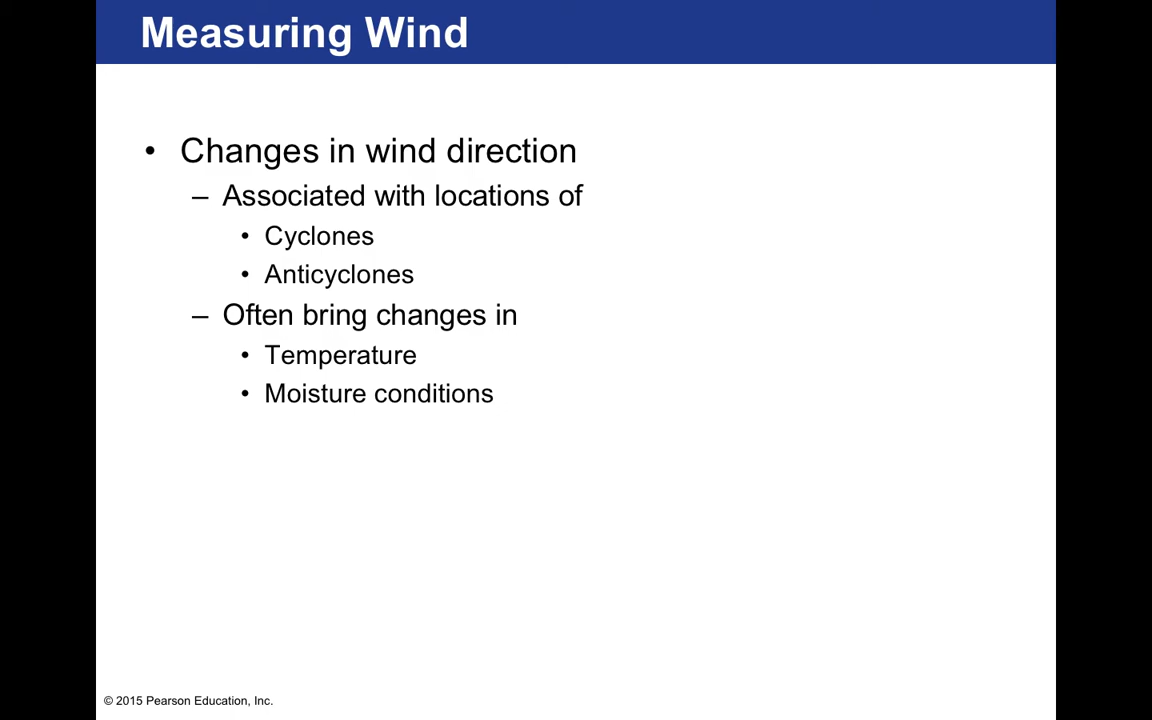 Measuring Wind
• Changes in wind direction
– Associated with locations of
• Cyclones
• Anticyclones
– Often bring changes in
• Temperature
• Moisture conditions
© 2015 Pearson Education, Inc.